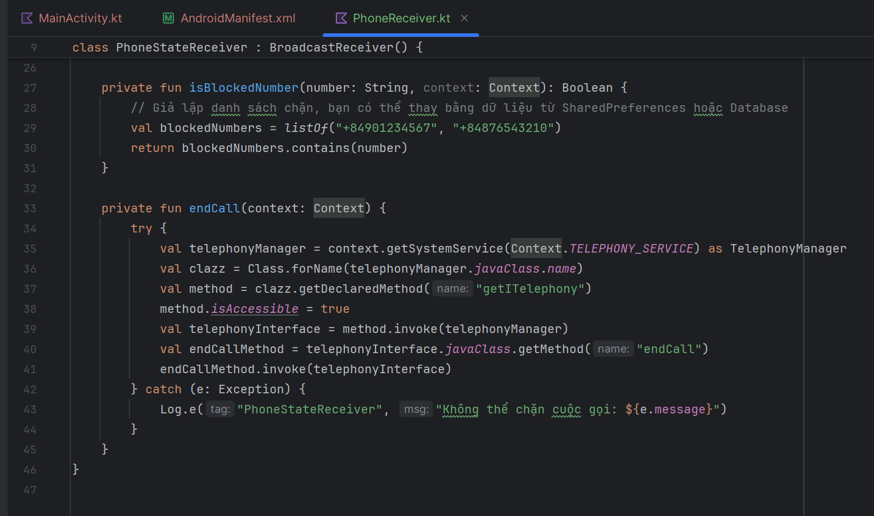 MainActivity.kt AndroidManifest.xml PhoneReceiver.kt
9 class PhoneStateReceiver : BroadcastReceiver() {
26
27 private fun isBlockedNumber(number: String, context: Context): Boolean {
28 // Giả lập danh sách chặn, bạn có thể thay bằng dữ liệu từ SharedPreferences hoặc Database
29 val blockedNumbers = listOf("+84901234567", "+84876543210")
30 return blockedNumbers.contains(number)
31 }
32
33 private fun endCall(context: Context) {
34 try {
35 val telephonyManager = context.getSystemService(Context.TELEPHONY_SERVICE) as TelephonyManager
36 val clazz = Class.forName(telephonyManager.javaClass.name)
37 val method = clazz.getDeclaredMethod( name: "getITelephony")
38 method.isAccessible = true
39 val telephonyInterface = method.invoke(telephonyManager)
40 val endCallMethod = telephonyInterface.javaClass.getMethod( name: "endCall")
41 endCallMethod.invoke(telephonyInterface)
42 } catch (e: Exception) {
43 Log.e( tag: "PhoneStateReceiver", msg: "Không thể chặn cuộc gọi: ${e.message}")
44 }
45 }
46 }
47